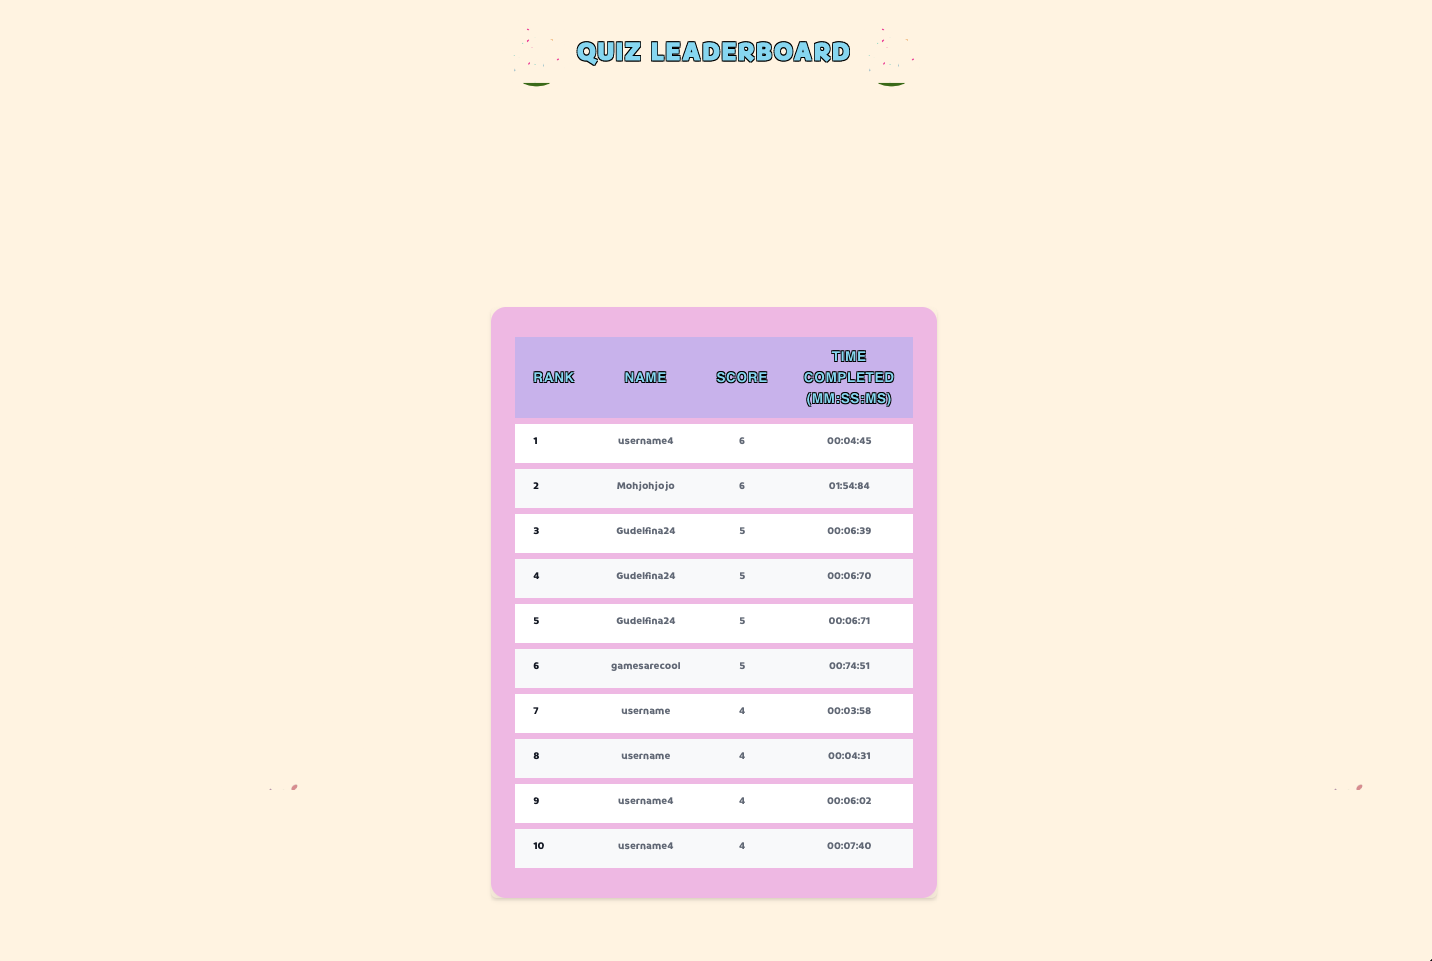 QUIZ LEADERBOARD
RANK NAME SCORE TIME COMPLETED (MM:SS:MS)
1 username4 6 00:04:45
2 Mohjohjojo 6 01:54:84
3 Gudelfina24 5 00:06:39
4 Gudelfina24 5 00:06:70
5 Gudelfina24 5 00:06:71
6 gamesarecool 5 00:74:51
7 username 4 00:03:58
8 username 4 00:04:31
9 username4 4 00:06:02
10 username4 4 00:07:40